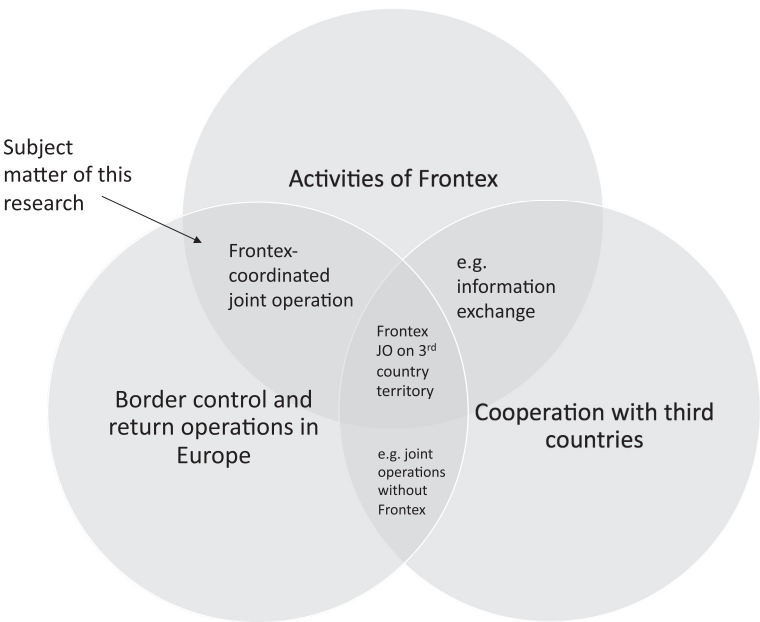 Subject
matter of this
research
Activities of Frontex
Frontex-
coordinated
joint operation
e.g.
information
exchange
Frontex
JO on 3rd
country
territory
Border control and
return operations in
Europe
Cooperation with third
countries
e.g. joint
operations
without
Frontex